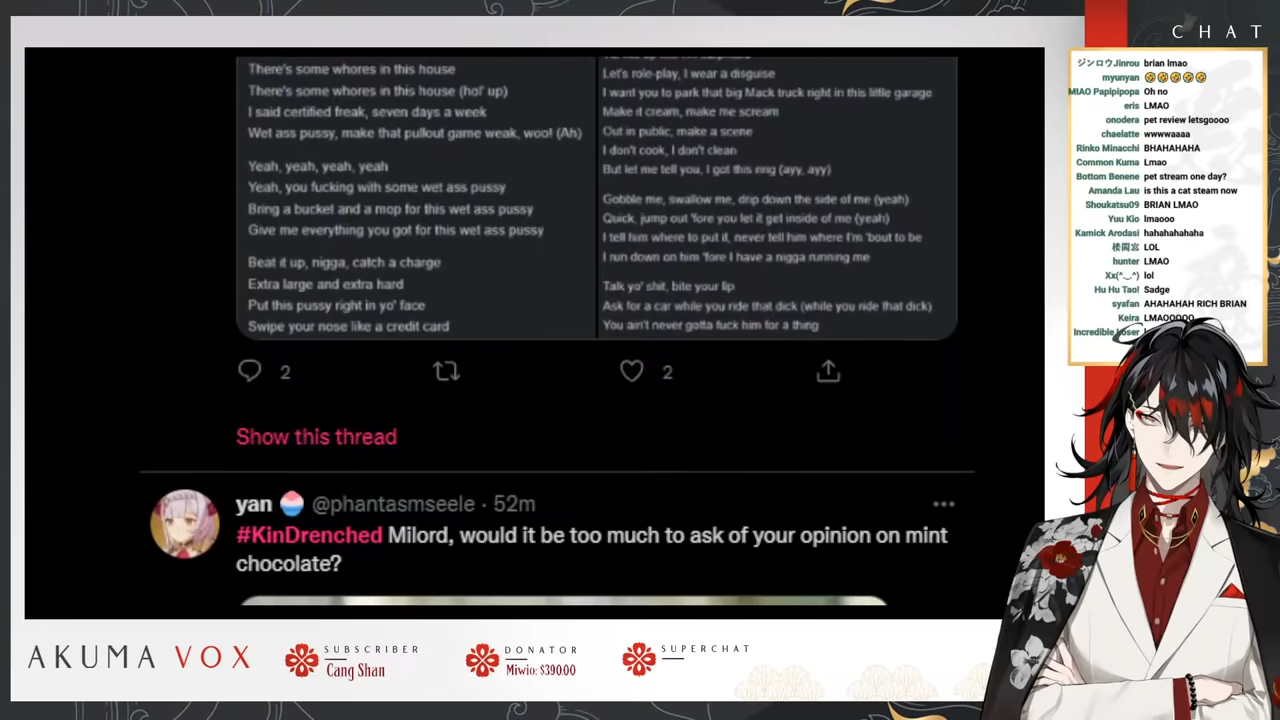 There's some whores in this house
There's some whores in this house (hol' up)
I said certified freak, seven days a week
Wet ass pussy, make that pullout game weak, woo! (Ah)
Yeah, yeah, yeah, yeah
Yeah, you fucking with some wet ass pussy
Bring a bucket and a mop for this wet ass pussy
Give me everything you got for this wet ass pussy
Beat it up, nigga, catch a charge
Extra large and extra hard
Put this pussy right in yo' face
Swipe your nose like a credit card
Let's role-play, I wear a disguise
I want you to park that big Mack truck right in this little garage
Make it cream, make me scream
Out in public, make a scene
I don't cook, I don't clean
But let me tell you, I got this ring (ayy, ayy)
Gobble me, swallow me, drip down the side of me (yeah)
Quick, jump out 'fore you let it get inside of me (yeah)
I tell him where to put it, never tell him where I'm 'bout to be
I run down on him 'fore I have a nigga running me
Talk yo' shit, bite your lip
Ask for a car while you ride that dick (while you ride that dick)
You ain't never gotta fuck him for a thing
2
2
Show this thread
yan @phantasmseele · 52m
#KinDrenched Milord, would it be too much to ask of your opinion on mint
chocolate?
CHAT
ジンロウJinrou brian lmao
myunyan
MIAO Papipipopa Oh no
eris LMAO
onodera pet review letsgoooo
chaelatte wwwwaaaa
Rinko Minacchi BHAHAHAHA
Common Kuma Lmao
Bottom Benene pet stream one day?
Amanda Lau is this a cat steam now
Shoukatsu09 BRIAN LMAO
Yuu Kio lmaooo
Kamick Arodasi hahahahahaha
LOL
hunter LMAO
Xx(^._.^) lol
Hu Hu Tao! Sadge
syafan AHAHAHAH RICH BRIAN
Keira LMAOOOOO
Incredible
AKUMA VOX
SUBSCRIBER
Cang Shan
DONATOR
Miwio: $390.00
SUPERCHAT